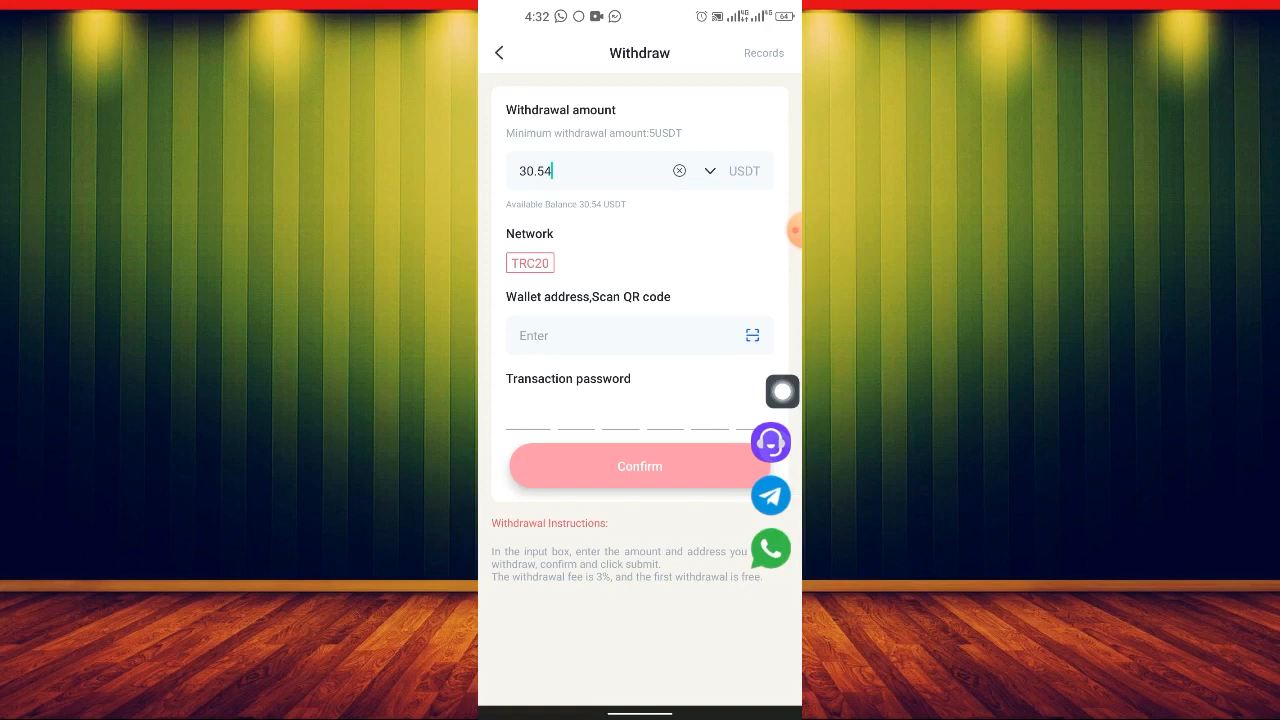 4:32
4G
4G
64
Withdraw
Records
Withdrawal amount
Minimum withdrawal amount:5USDT
30.54
USDT
Available Balance 30.54 USDT
Network
TRC20
Wallet address,Scan QR code
Enter
Transaction password
Confirm
Withdrawal Instructions:
In the input box, enter the amount and address you
withdraw, confirm and click submit.
The withdrawal fee is 3%, and the first withdrawal is free.